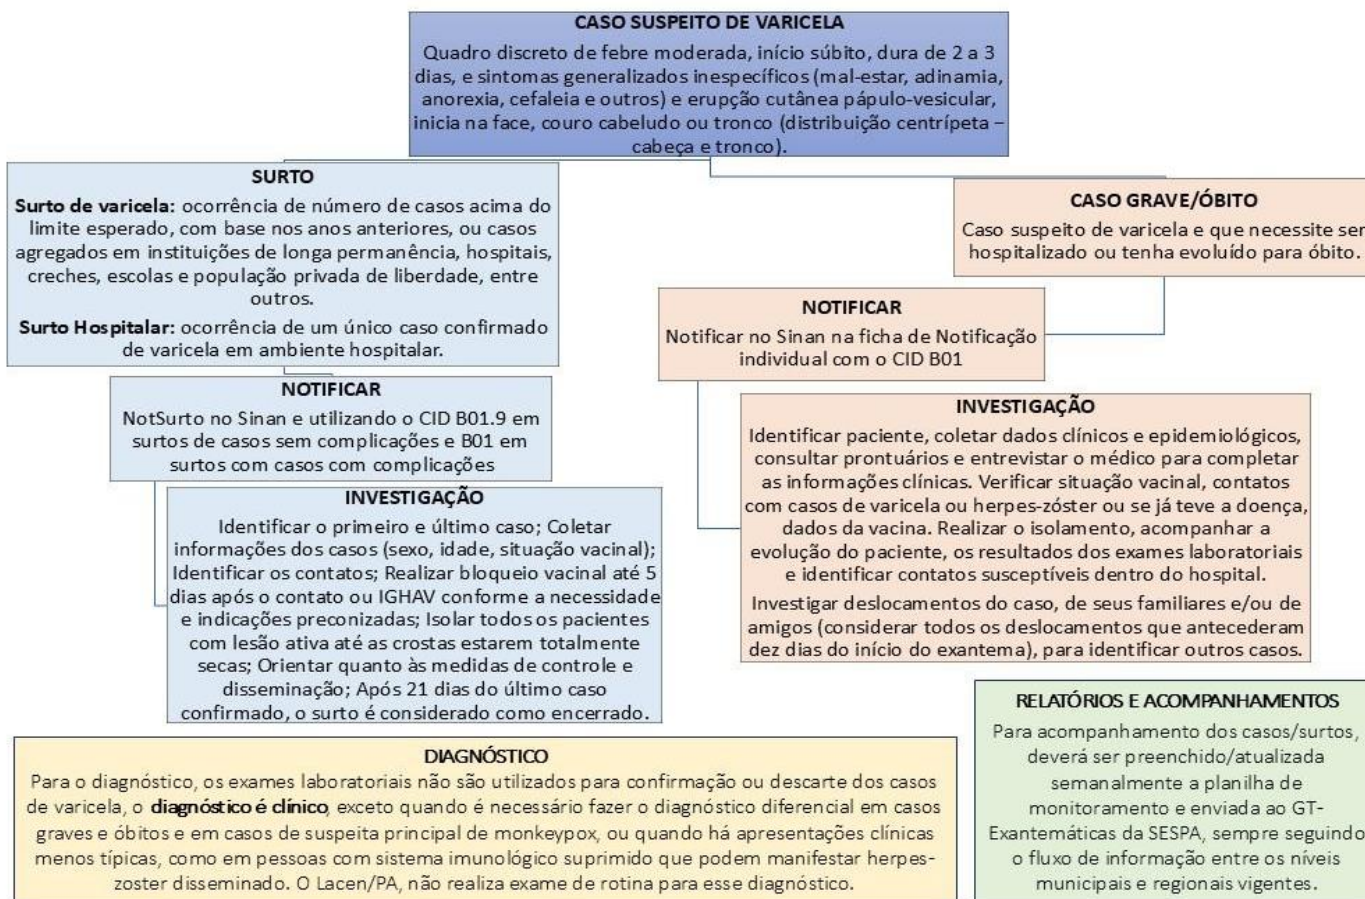 CASO SUSPEITO DE VARICELA
Quadro discreto de febre moderada, início súbito, dura de 2 a 3
dias, e sintomas generalizados inespecíficos (mal-estar, adinamia,
anorexia, cefaleia e outros) e erupção cutânea pápulo-vesicular,
inicia na face, couro cabeludo ou tronco (distribuição centrípeta –
cabeça e tronco).
SURTO
Surto de varicela: ocorrência de número de casos acima do
limite esperado, com base nos anos anteriores, ou casos
agregados em instituições de longa permanência, hospitais,
creches, escolas e população privada de liberdade, entre
outros.
Surto Hospitalar: ocorrência de um único caso confirmado
de varicela em ambiente hospitalar.
NOTIFICAR
NotSurto no Sinan e utilizando o CID B01.9 em
surtos de casos sem complicações e B01 em
surtos com casos com complicações
INVESTIGAÇÃO
Identificar o primeiro e último caso; Coletar
informações dos casos (sexo, idade, situação vacinal);
Identificar os contatos; Realizar bloqueio vacinal até 5
dias após o contato ou IGHAV conforme a necessidade
e indicações preconizadas; Isolar todos os pacientes
com lesão ativa até as crostas estarem totalmente
secas; Orientar quanto às medidas de controle e
disseminação; Após 21 dias do último caso
confirmado, o surto é considerado como encerrado.
CASO GRAVE/ÓBITO
Caso suspeito de varicela e que necessite ser
hospitalizado ou tenha evoluído para óbito.
NOTIFICAR
Notificar no Sinan na ficha de Notificação
individual com o CID B01
INVESTIGAÇÃO
Identificar paciente, coletar dados clínicos e epidemiológicos,
consultar prontuários e entrevistar o médico para completar
as informações clínicas. Verificar situação vacinal, contatos
com casos de varicela ou herpes-zóster ou se já teve a doença,
dados da vacina. Realizar o isolamento, acompanhar a
evolução do paciente, os resultados dos exames laboratoriais
e identificar contatos susceptíveis dentro do hospital.
Investigar deslocamentos do caso, de seus familiares e/ou de
amigos (considerar todos os deslocamentos que antecederam
dez dias do início do exantema), para identificar outros casos.
DIAGNÓSTICO
Para o diagnóstico, os exames laboratoriais não são utilizados para confirmação ou descarte dos casos
de varicela, o diagnóstico é clínico, exceto quando é necessário fazer o diagnóstico diferencial em casos
graves e óbitos e em casos de suspeita principal de monkeypox, ou quando há apresentações clínicas
menos típicas, como em pessoas com sistema imunológico suprimido que podem manifestar herpes-
zoster disseminado. O Lacen/PA, não realiza exame de rotina para esse diagnóstico.
RELATÓRIOS E ACOMPANHAMENTOS
Para acompanhamento dos casos/surtos,
deverá ser preenchido/atualizada
semanalmente a planilha de
monitoramento e enviada ao GT-
Exantemáticas da SESPA, sempre seguindo
o fluxo de informação entre os níveis
municipais e regionais vigentes.